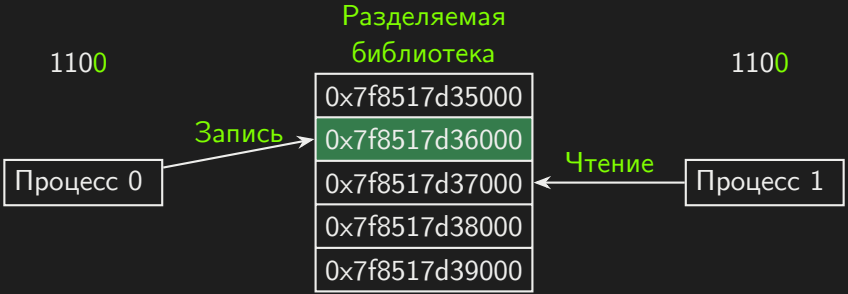 Разделяемая
библиотека
1100
1100
0x7f8517d35000
Запись
0x7f8517d36000
Чтение
Процесс 0
0x7f8517d37000
Процесс 1
0x7f8517d38000
0x7f8517d39000